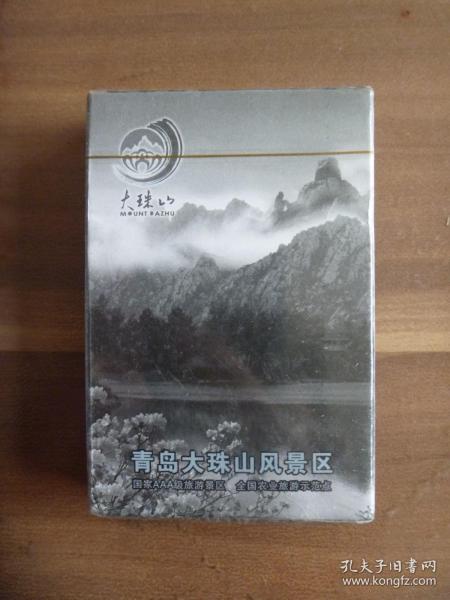 大珠山
MOUNT DAZHU
青岛大珠山风景区
国家AAA级旅游景区 全国农业旅游示范点
孔夫子旧书网
www.kongfz.com